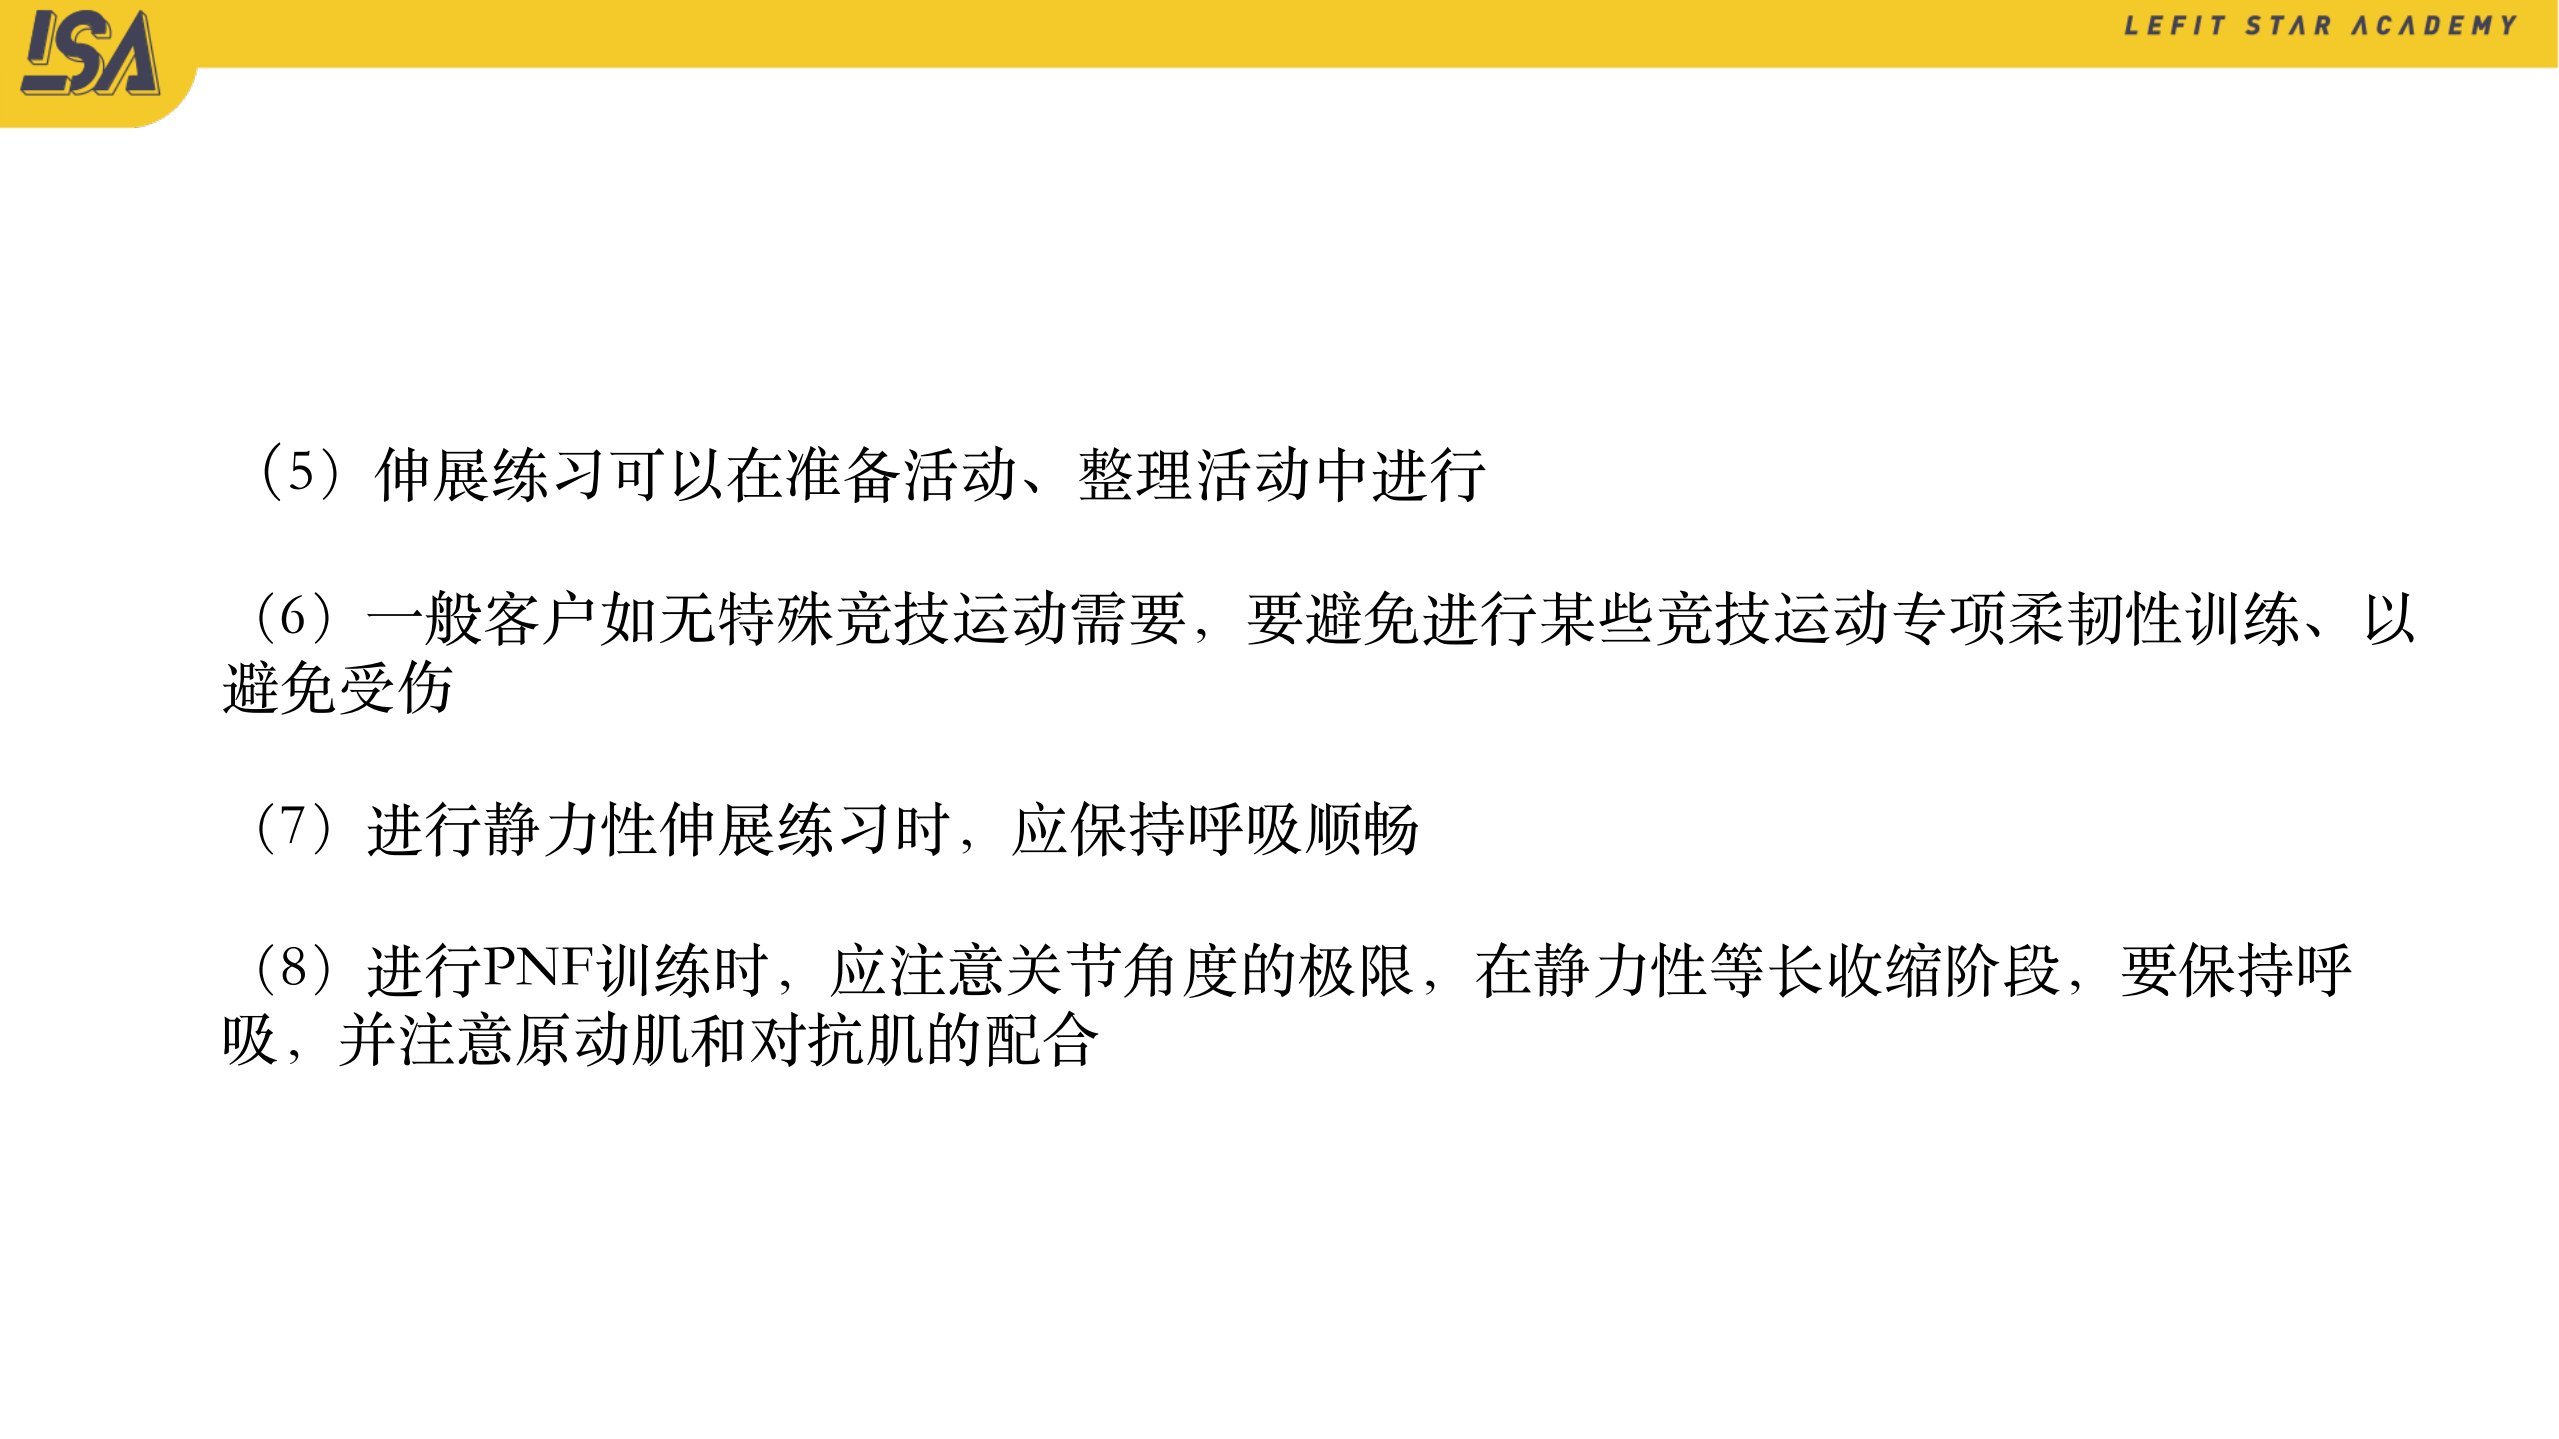 LSA
LEFIT STAR ACADEMY
（5）伸展练习可以在准备活动、整理活动中进行
（6）一般客户如无特殊竞技运动需要，要避免进行某些竞技运动专项柔韧性训练、以
避免受伤
（7）进行静力性伸展练习时，应保持呼吸顺畅
（8）进行PNF训练时，应注意关节角度的极限，在静力性等长收缩阶段，要保持呼
吸，并注意原动肌和对抗肌的配合